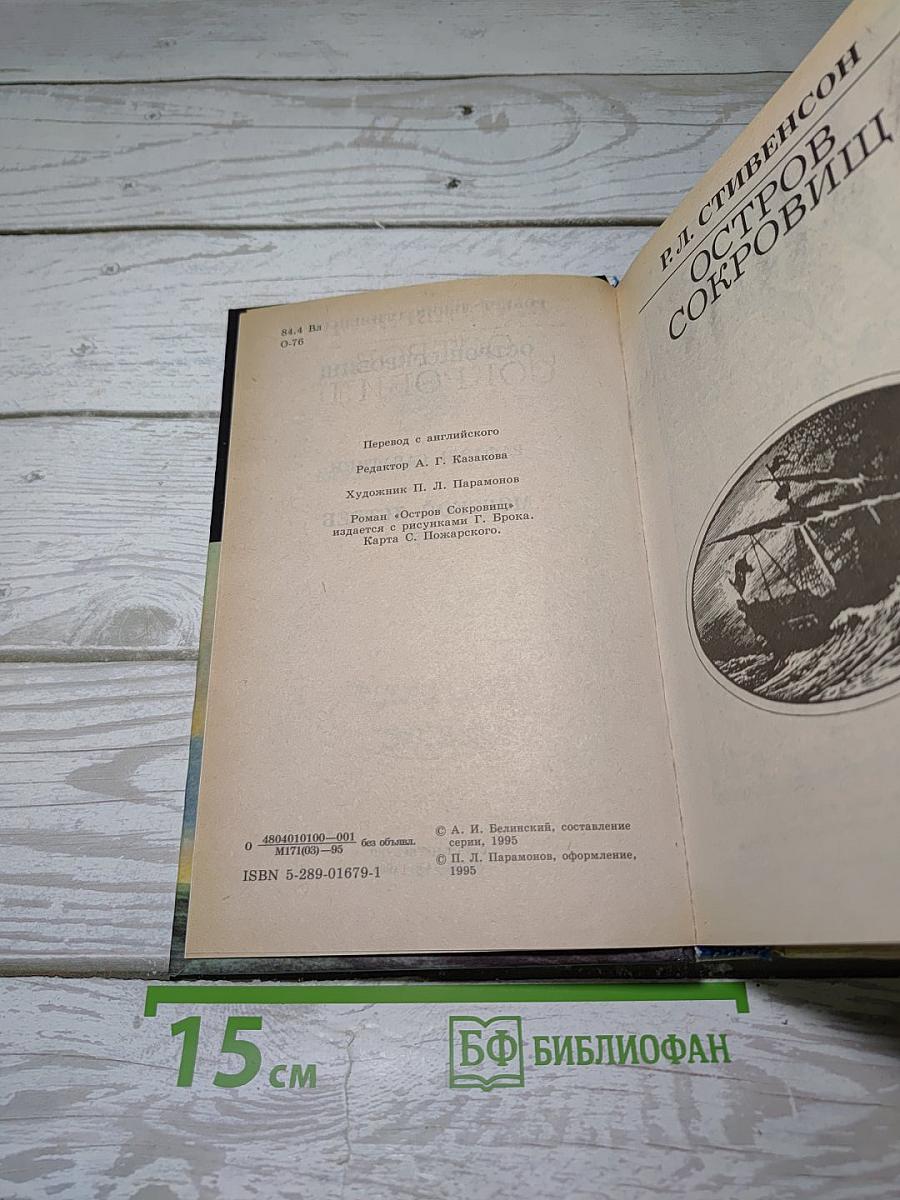 84.4 Вл
О-76
Перевод с английского
Редактор А. Г. Казакова
Художник П. Л. Парамонов
Роман «Остров Сокровищ»
издается с рисунками Г. Брока.
Карта С. Пожарского.
О 4804010100—001 без объявл.
М171(03)—95
ISBN 5-289-01679-1
© А. И. Белинский, составление
серии, 1995
© П. Л. Парамонов, оформление,
1995
Р. Л. СТИВЕНСОН
ОСТРОВ
СОКРОВИЩ
15 см
БФ БИБЛИОФАН